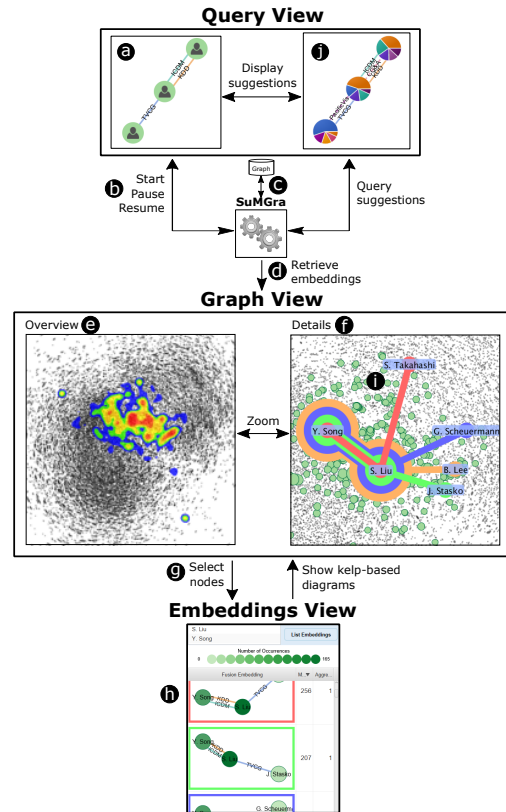 Query View
a
j
ICDM
KDD
TVCG
Display
suggestions
ICDM
CG&A
KDD
PacificVis
TVCG
b
Start
Pause
Resume
Graph
c
SuMGra
Query
suggestions
d
Retrieve
embeddings
Graph View
Overview
e
Details
f
S. Takahashi
i
Y. Song
G. Scheuermann
Zoom
S. Liu
B. Lee
J. Stasko
g
Select
nodes
Show kelp-based
diagrams
Embeddings View
S. Liu
Y. Song
List Embeddings
Number of Occurrences
0
Fusion Embedding
M..▼
Aggre...
h
Y. Song
KDD
ICDM
S. Liu
TVCG
256
1
Y. Song
KDD
ICDM
S. Liu
TVCG
J. Stasko
207
1
G. Scheuerma